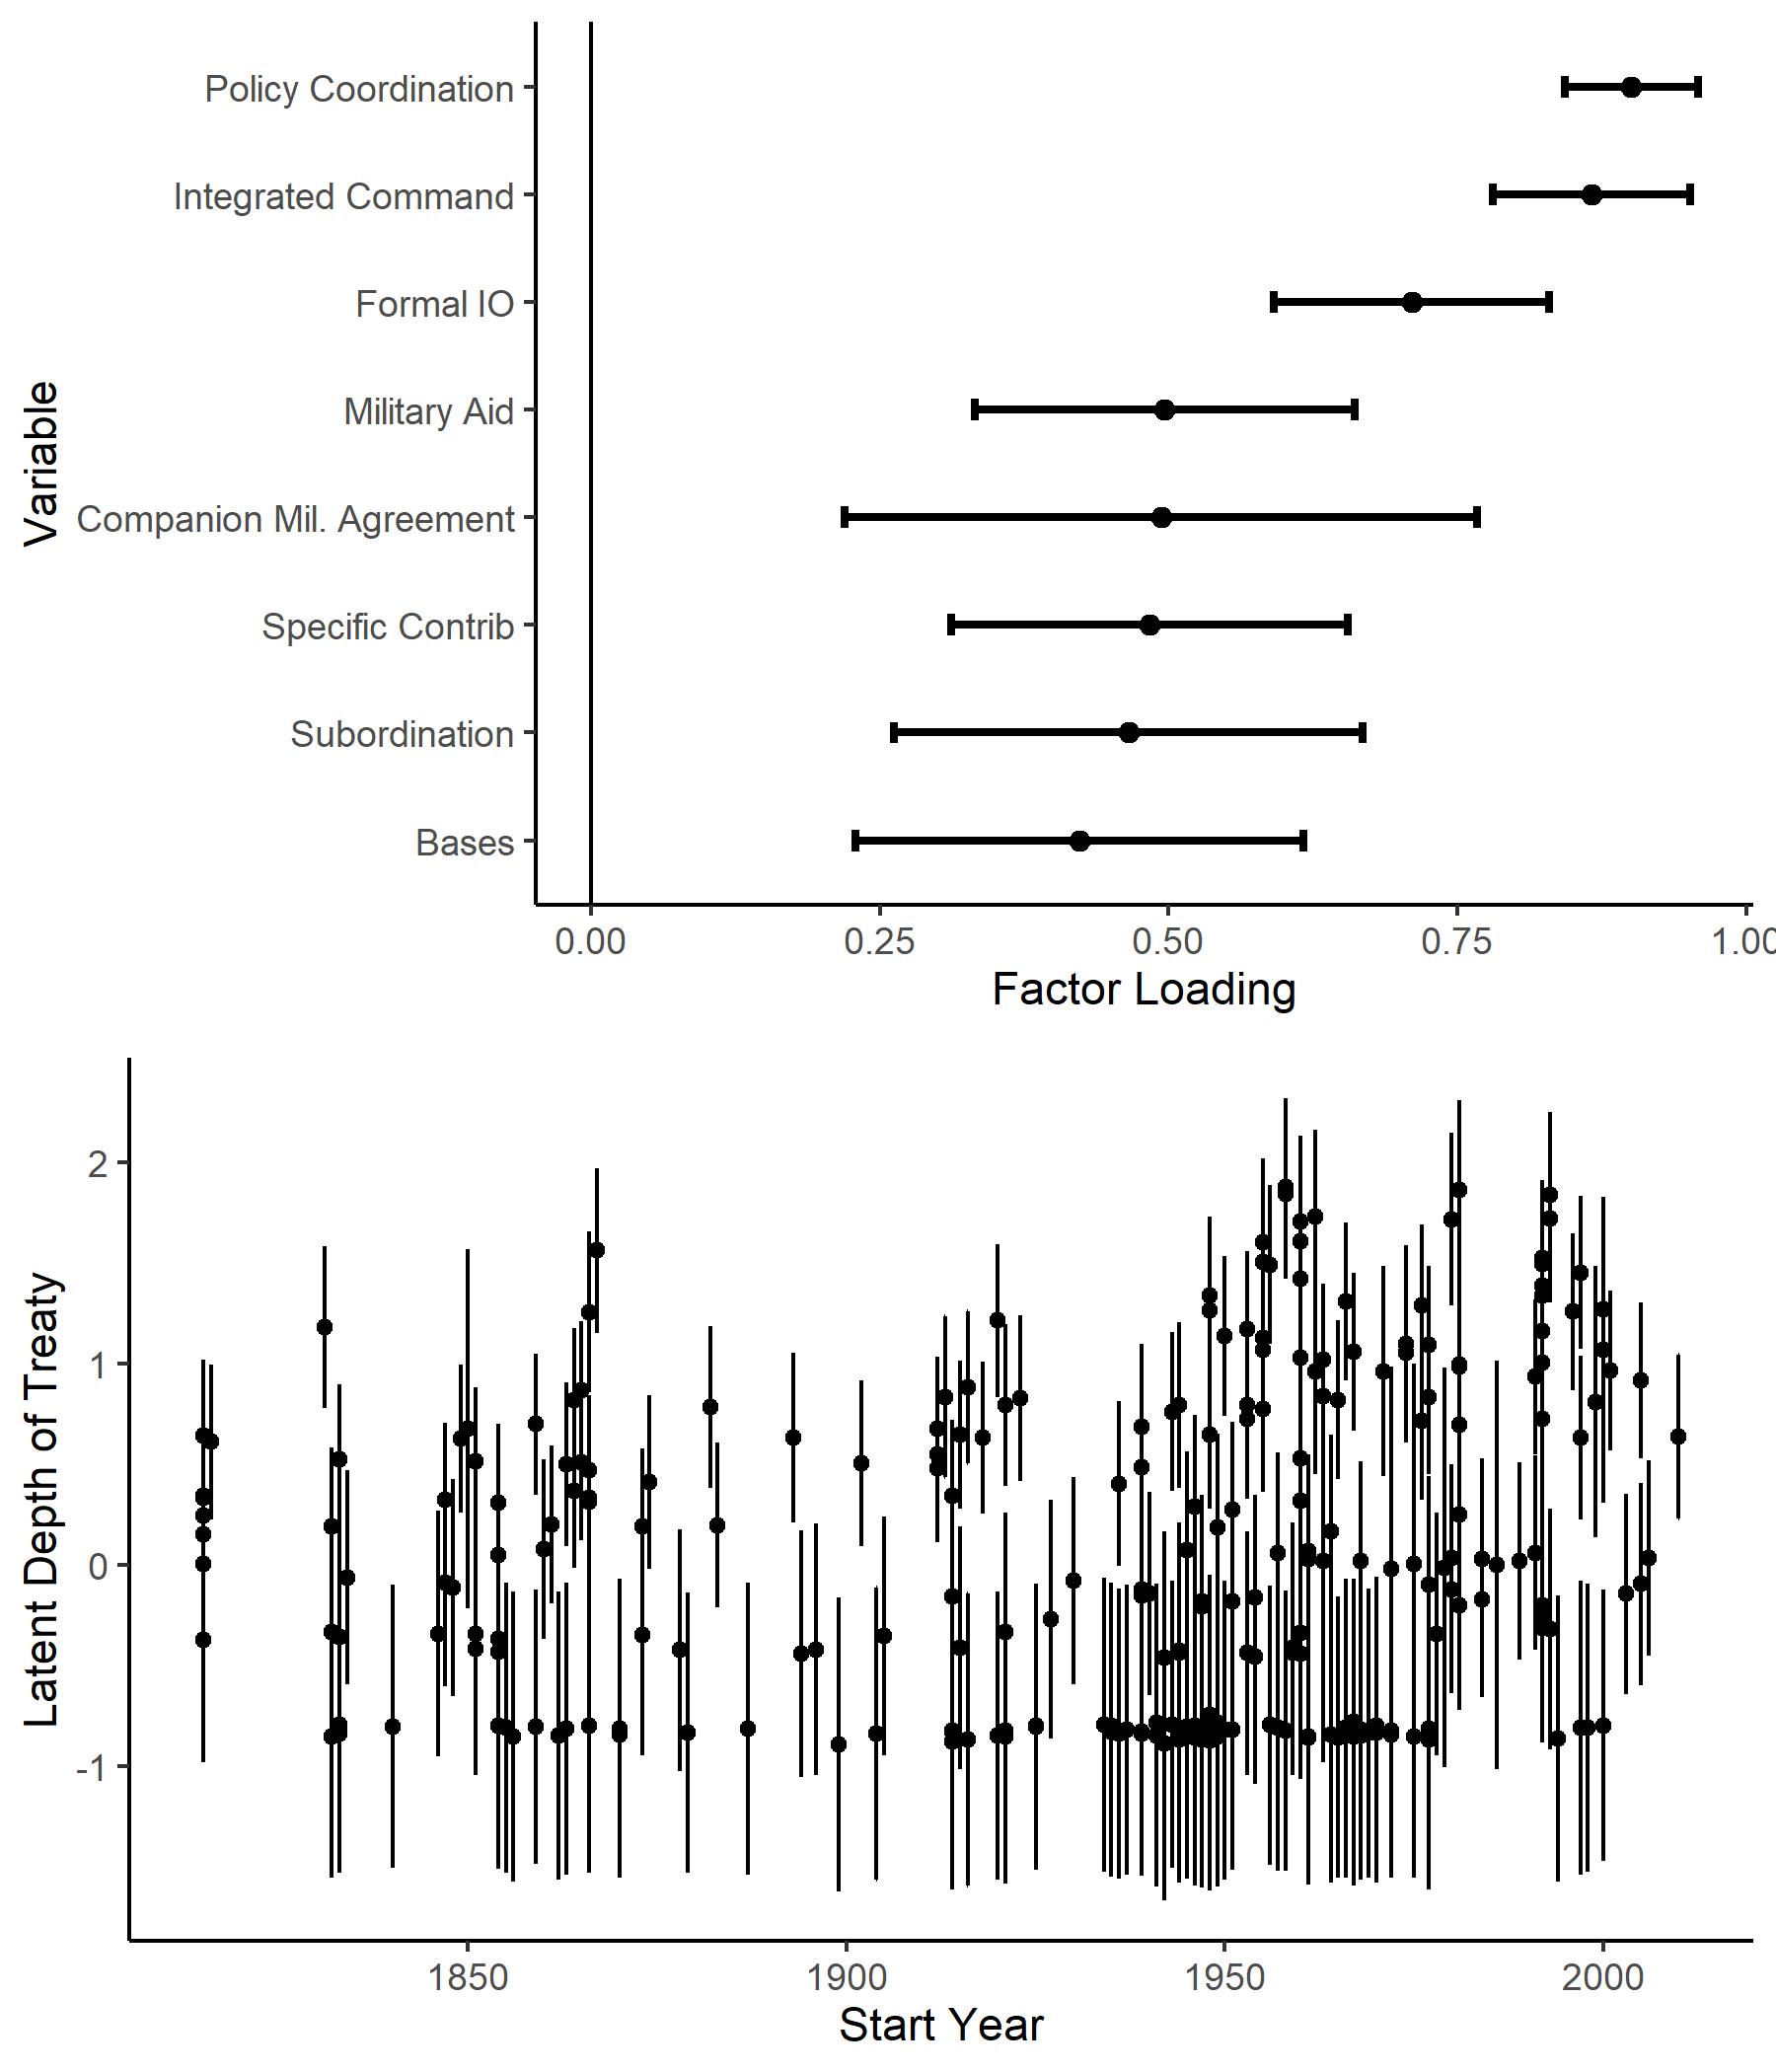 Variable
Policy Coordination
Integrated Command
Formal IO
Military Aid
Companion Mil. Agreement
Specific Contrib
Subordination
Bases
0.00 0.25 0.50 0.75 1.00
Factor Loading
Latent Depth of Treaty
2
1
0
-1
1850 1900 1950 2000
Start Year